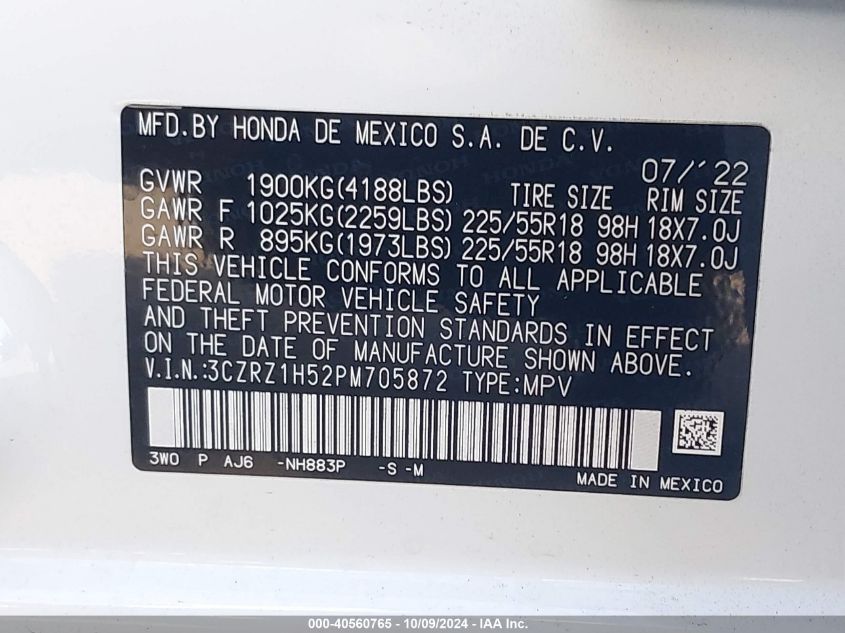 MFD.BY HONDA DE MEXICO S.A. DE C.V.
07/'22
GVWR 1900KG(4188LBS) TIRE SIZE RIM SIZE
GAWR F 1025KG(2259LBS) 225/55R18 98H 18X7.0J
GAWR R 895KG(1973LBS) 225/55R18 98H 18X7.0J
THIS VEHICLE CONFORMS TO ALL APPLICABLE
FEDERAL MOTOR VEHICLE SAFETY
AND THEFT PREVENTION STANDARDS IN EFFECT
ON THE DATE OF MANUFACTURE SHOWN ABOVE.
V.I.N.:3CZRZ1H52PM705872 TYPE:MPV
3W0 P AJ6 -NH883P -S -M
MADE IN MEXICO
000-40560765 - 10/09/2024 - IAA Inc.